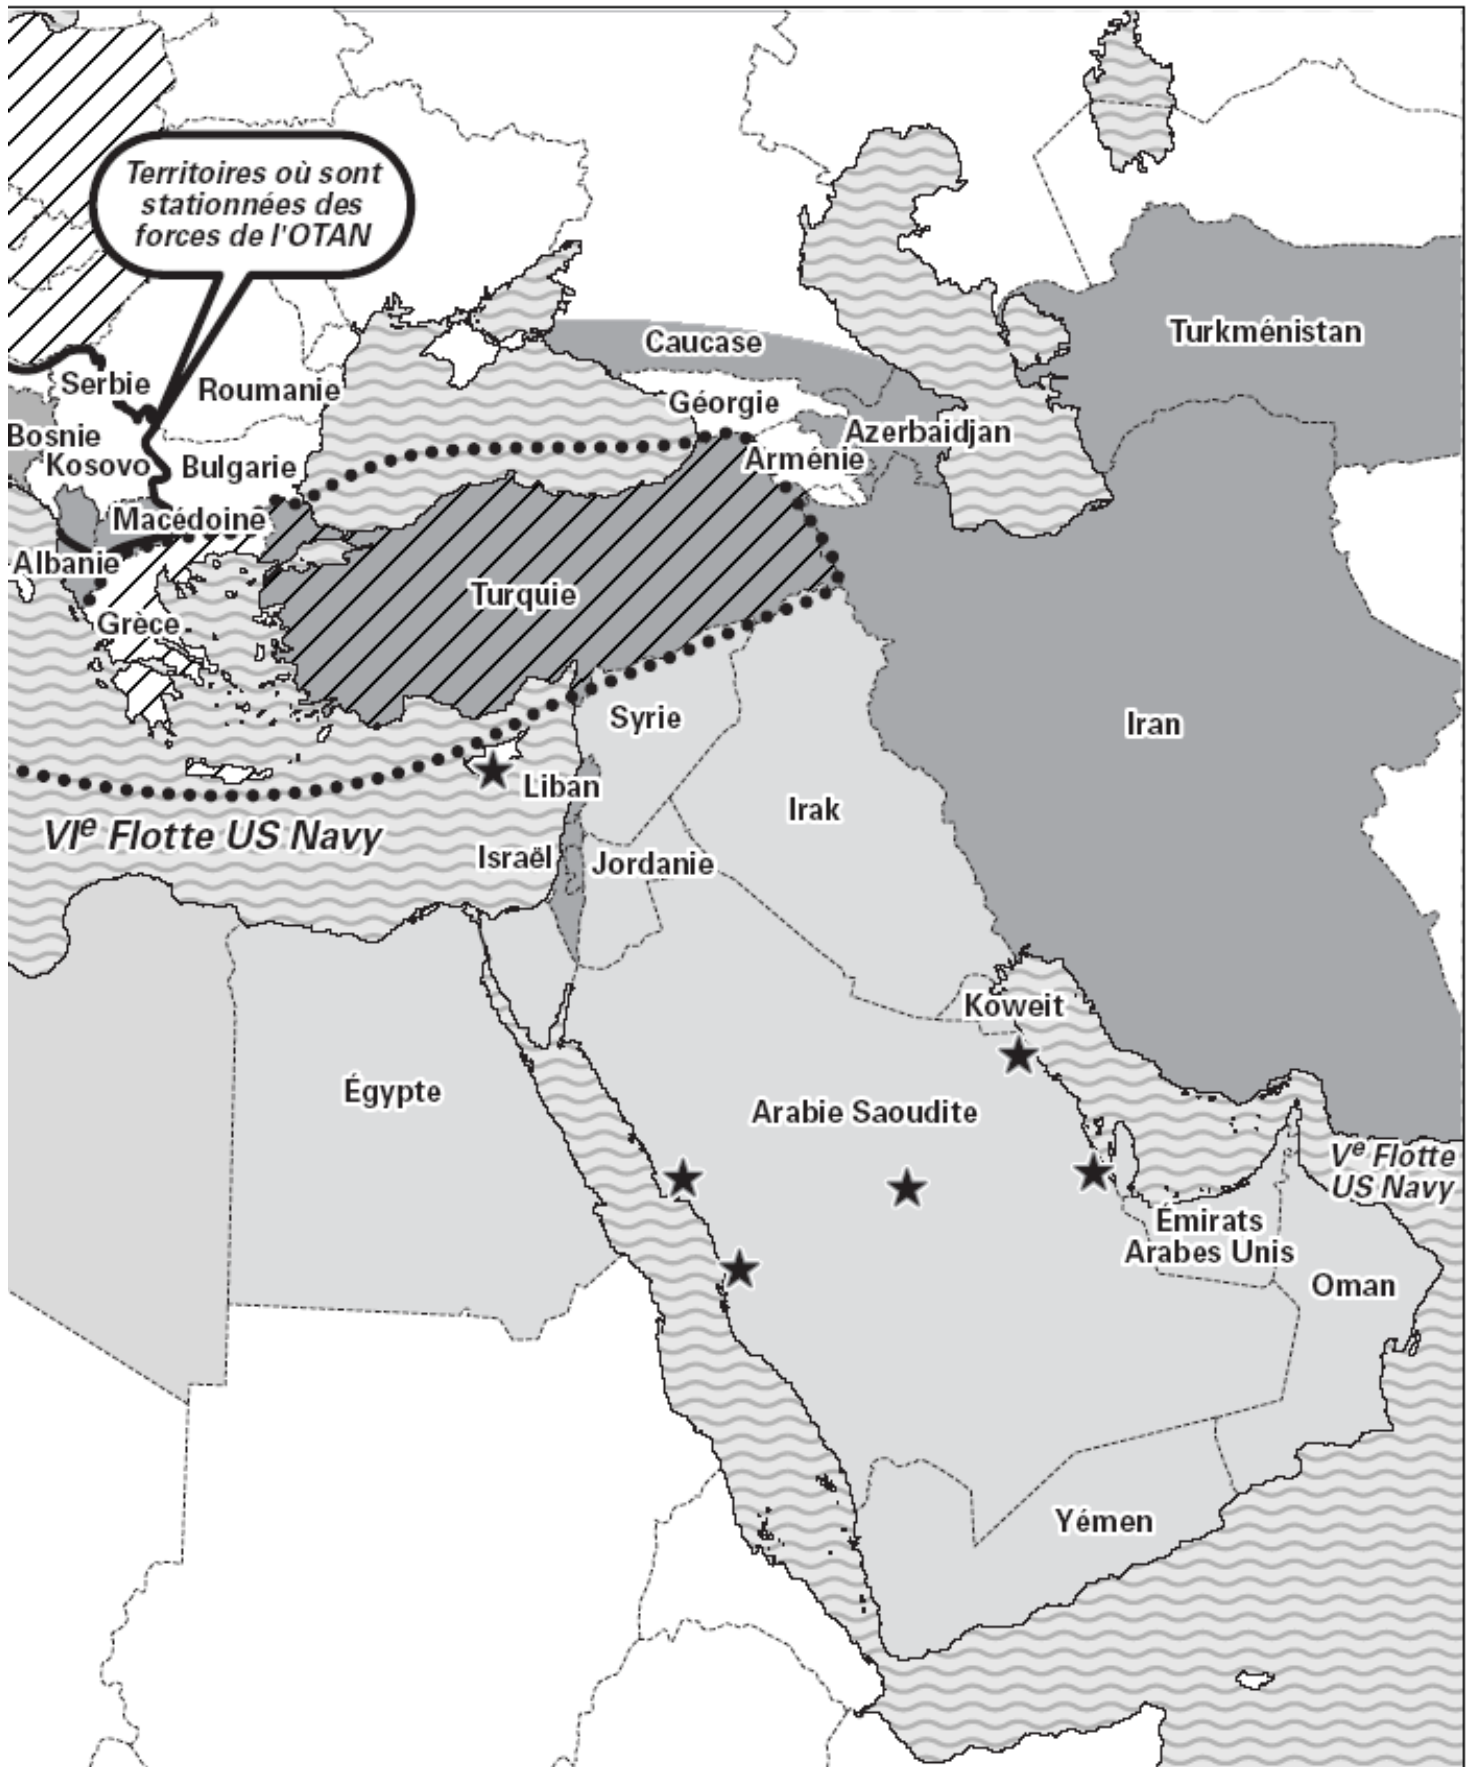 Territoires où sont
stationnées des
forces de l'OTAN
Turkménistan
Caucase
Serbie
Roumanie
Géorgie
Bosnie
Azerbaidjan
Kosovo
Bulgarie
Arménie
Macédoine
Albanie
Turquie
Grèce
Syrie
Iran
Liban
Irak
VIe Flotte US Navy
Israël
Jordanie
Koweit
Égypte
Arabie Saoudite
Ve Flotte
US Navy
Émirats
Arabes Unis
Oman
Yémen